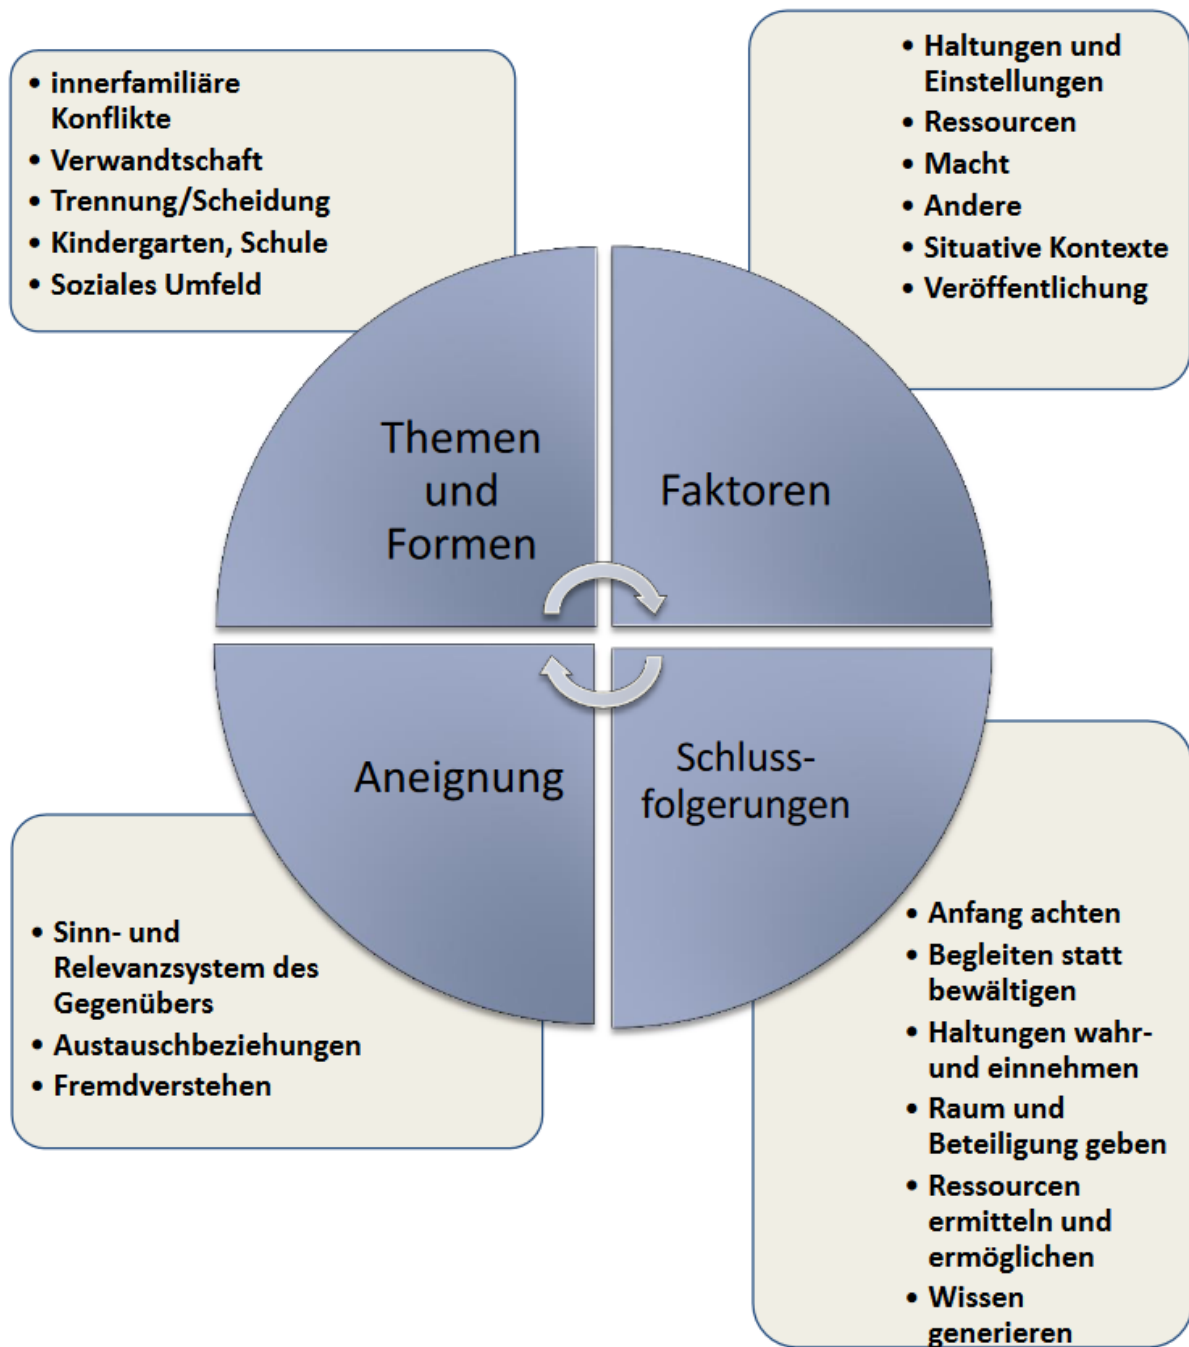 • innerfamiliäre
Konflikte
• Verwandtschaft
• Trennung/Scheidung
• Kindergarten, Schule
• Soziales Umfeld
• Haltungen und
Einstellungen
• Ressourcen
• Macht
• Andere
• Situative Kontexte
• Veröffentlichung
Themen
und
Formen
Faktoren
Aneignung
Schluss-
folgerungen
• Sinn- und
Relevanzsystem des
Gegenübers
• Austauschbeziehungen
• Fremdverstehen
• Anfang achten
• Begleiten statt
bewältigen
• Haltungen wahr-
und einnehmen
• Raum und
Beteiligung geben
• Ressourcen
ermitteln und
ermöglichen
• Wissen
generieren